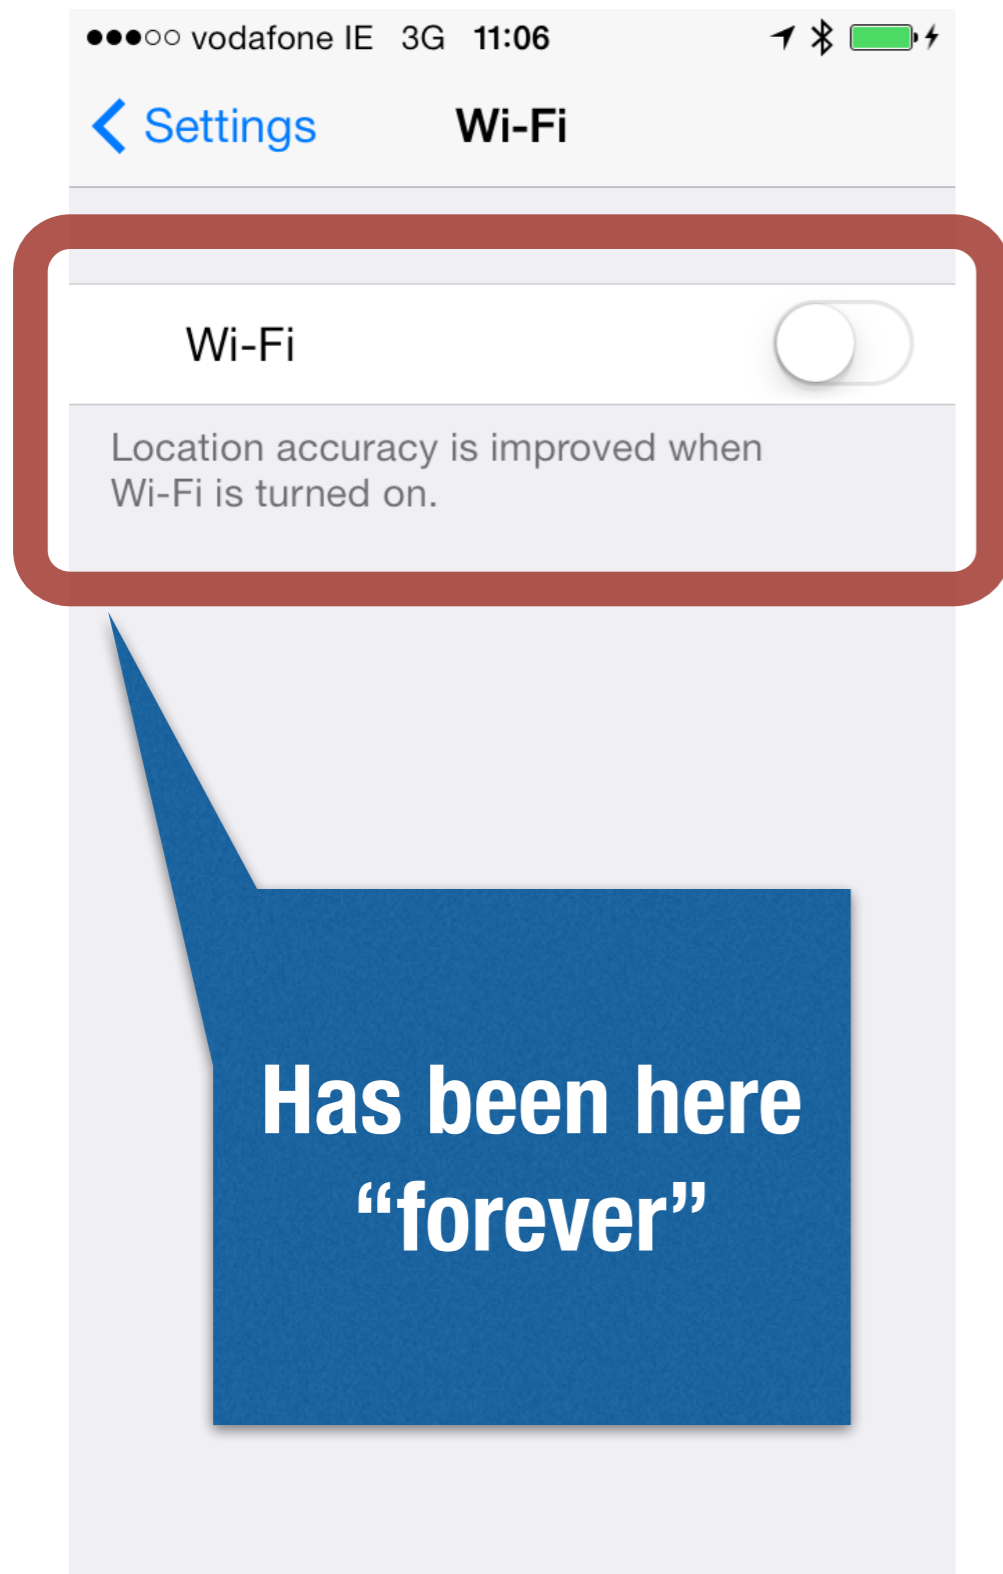 vodafone IE 3G 11:06
Settings Wi-Fi
Wi-Fi
Location accuracy is improved when
Wi-Fi is turned on.
Has been here
“forever”